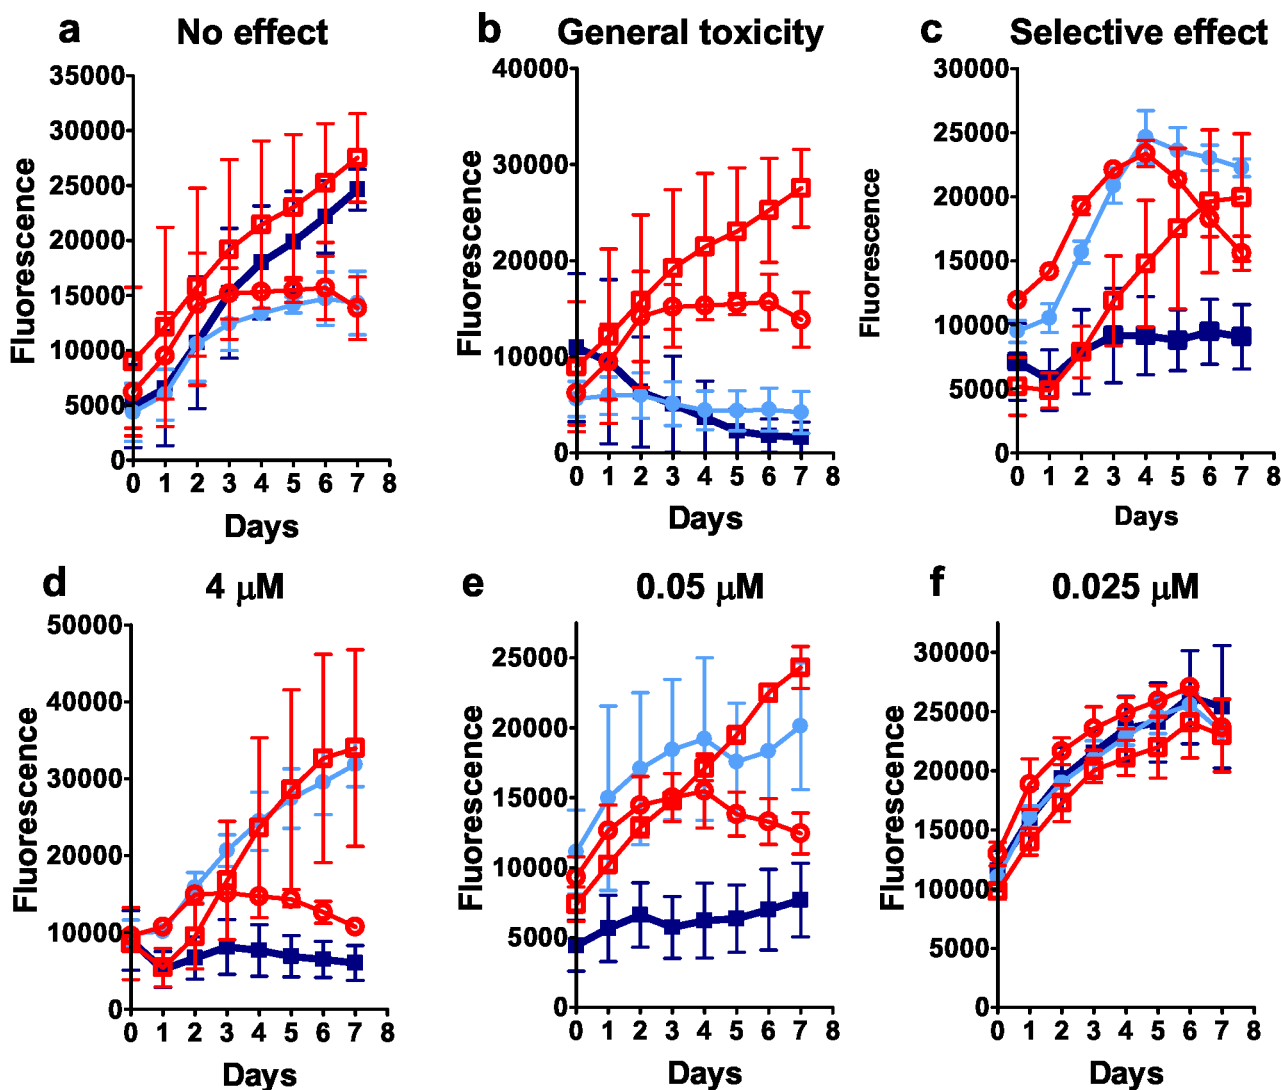 a No effect
35000
30000
25000
20000
15000
10000
5000
0
Fluorescence
0 1 2 3 4 5 6 7 8
Days
b General toxicity
40000
30000
20000
10000
0
Fluorescence
0 1 2 3 4 5 6 7 8
Days
c Selective effect
30000
25000
20000
15000
10000
5000
0
Fluorescence
0 1 2 3 4 5 6 7 8
Days
d 4 μM
50000
40000
30000
20000
10000
0
Fluorescence
0 1 2 3 4 5 6 7 8
Days
e 0.05 μM
25000
20000
15000
10000
5000
0
Fluorescence
0 1 2 3 4 5 6 7 8
Days
f 0.025 μM
30000
25000
20000
15000
10000
5000
0
Fluorescence
0 1 2 3 4 5 6 7 8
Days